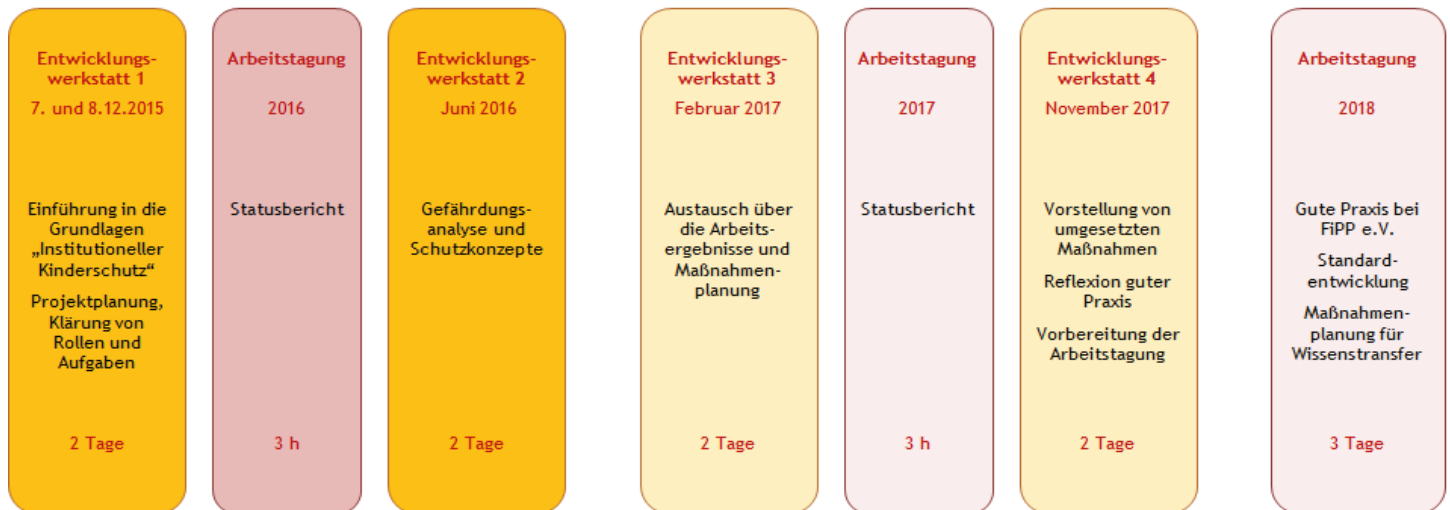 Entwicklungs-
werkstatt 1
7. und 8.12.2015
Einführung in die
Grundlagen
„Institutioneller
Kinderschutz“
Projektplanung,
Klärung von
Rollen und
Aufgaben
2 Tage
Arbeitstagung
2016
Statusbericht
3 h
Entwicklungs-
werkstatt 2
Juni 2016
Gefährdungs-
analyse und
Schutzkonzepte
2 Tage
Entwicklungs-
werkstatt 3
Februar 2017
Austausch über
die Arbeits-
ergebnisse und
Maßnahmen-
planung
2 Tage
Arbeitstagung
2017
Statusbericht
3 h
Entwicklungs-
werkstatt 4
November 2017
Vorstellung von
umgesetzten
Maßnahmen
Reflexion guter
Praxis
Vorbereitung der
Arbeitstagung
2 Tage
Arbeitstagung
2018
Gute Praxis bei
FiPP e.V.
Standard-
entwicklung
Maßnahmen-
planung für
Wissenstransfer
3 Tage